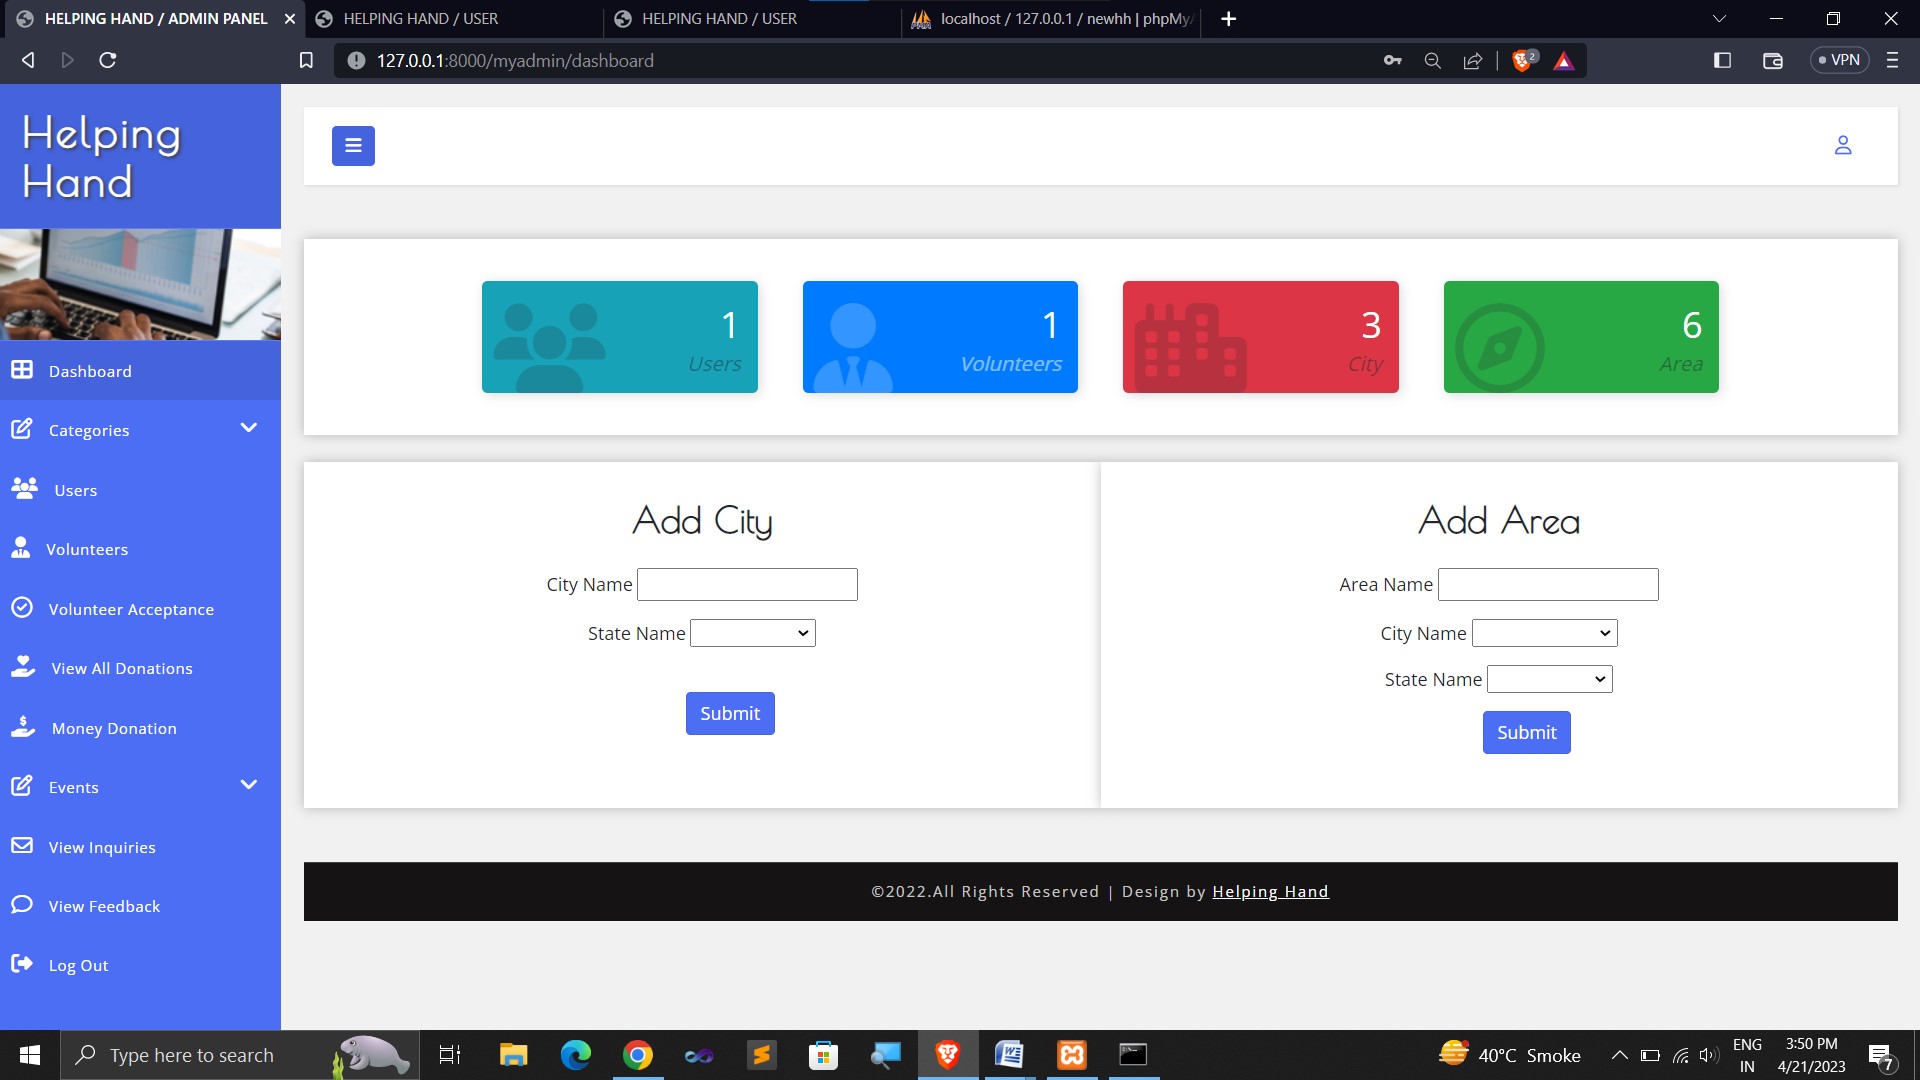 HELPING HAND / ADMIN PANEL
HELPING HAND / USER
HELPING HAND / USER
localhost / 127.0.0.1 / newhh | phpMyA
127.0.0.1:8000/myadmin/dashboard
2
VPN
Helping
Hand
Dashboard
Categories
Users
Volunteers
Volunteer Acceptance
View All Donations
Money Donation
Events
View Inquiries
View Feedback
Log Out
1
Users
1
Volunteers
3
City
6
Area
Add City
City Name
State Name
Submit
Add Area
Area Name
City Name
State Name
Submit
©2022.All Rights Reserved | Design by Helping Hand
Type here to search
40°C Smoke
ENG
IN
3:50 PM
4/21/2023
7